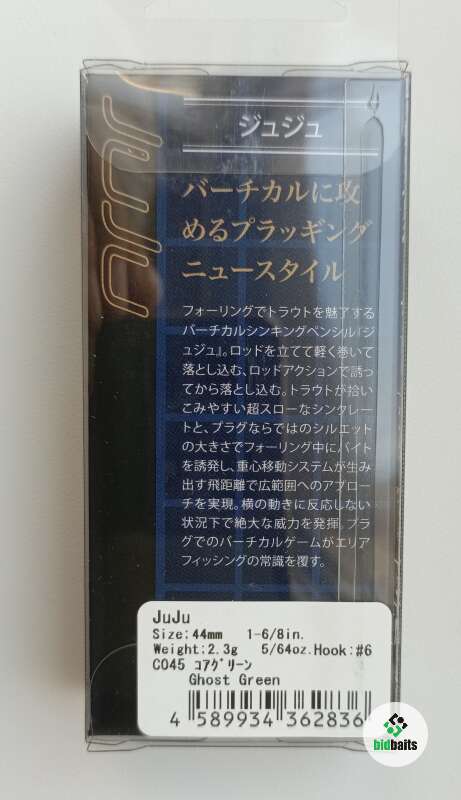 JUJU
ジュジュ
バーチカルに攻
めるプラッギング
ニュースタイル
フォーリングでトラウトを魅了する
バーチカルシンキングペンシル『ジ
ュジュ』。ロッドを立てて軽く巻いて
落とし込む、ロッドアクションで誘っ
てから落とし込む。トラウトが拾い
こみやすい超スローなシンクレー
トと、プラグならではのシルエット
の大きさでフォーリング中にバイト
を誘発し、重心移動システムが生み
出す飛距離で広範囲へのアプロー
チを実現。横の動きに反応しない
状況下で絶大な威力を発揮。プラ
グでのバーチカルゲームがエリア
フィッシングの常識を覆す。
JuJu
Size:44mm 1-6/8in.
Weight:2.3g 5/64oz.Hook:#6
C045 コアグリーン
Ghost Green
4 589934 362836
bidbaits